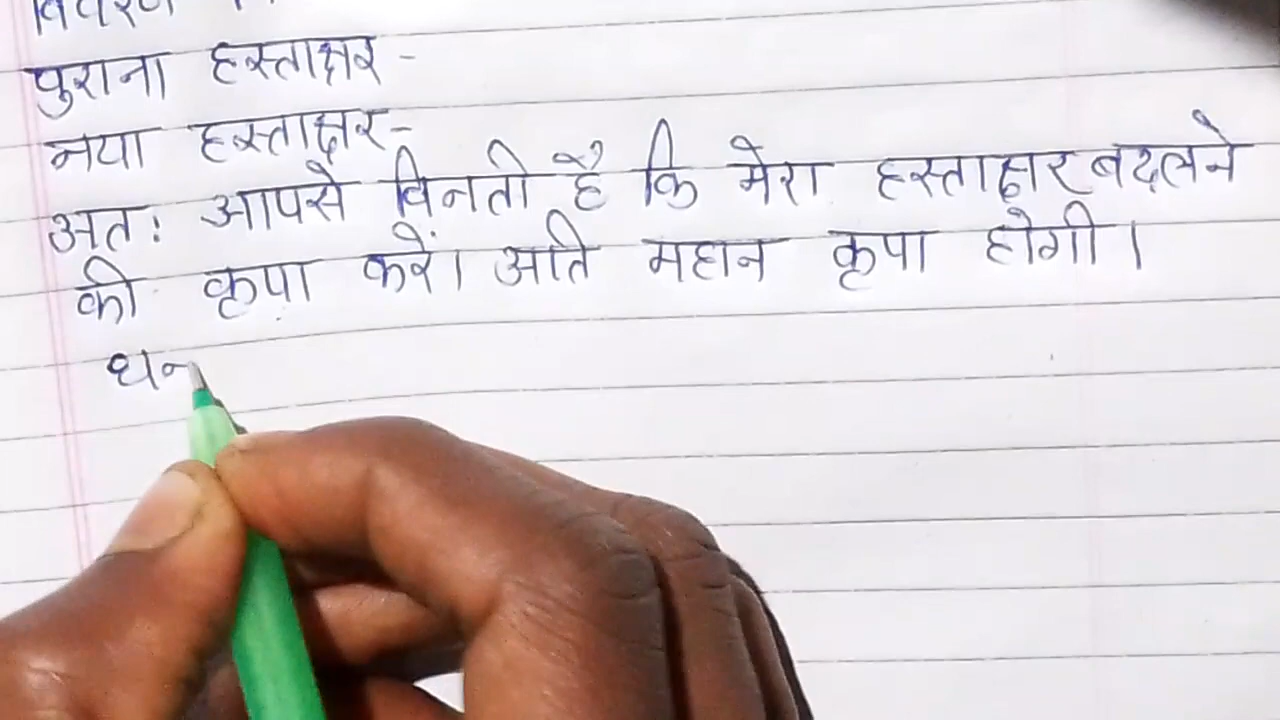 पुराना हस्ताक्षर -
नया हस्ताक्षर-
अतः आपसे विनती है कि मेरा हस्ताक्षर बदलने
की कृपा करें। अति महान कृपा होगी।
धन